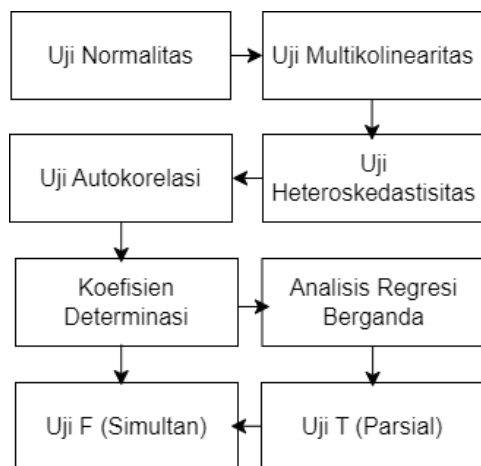 Uji Normalitas
Uji Multikolinearitas
Uji
Heteroskedastisitas
Uji Autokorelasi
Koefisien
Determinasi
Analisis Regresi
Berganda
Uji T (Parsial)
Uji F (Simultan)